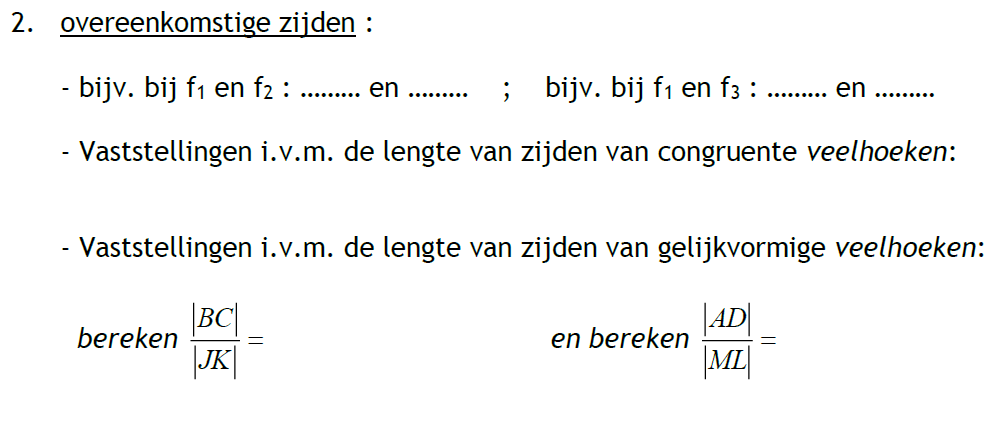 2. overeenkomstige zijden :
- bijv. bij f₁ en f₂ : ......... en ......... ; bijv. bij f₁ en f₃ : ......... en .........
- Vaststellingen i.v.m. de lengte van zijden van congruente veelhoeken:
- Vaststellingen i.v.m. de lengte van zijden van gelijkvormige veelhoeken:
bereken |BC| / |JK| = en bereken |AD| / |ML| =